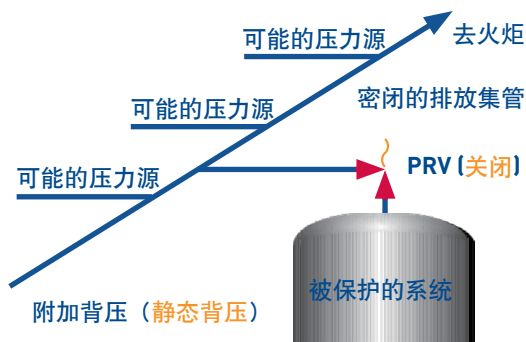 可能的压力源
去火炬
可能的压力源
密闭的排放集管
可能的压力源
PRV (关闭)
被保护的系统
附加背压（静态背压）